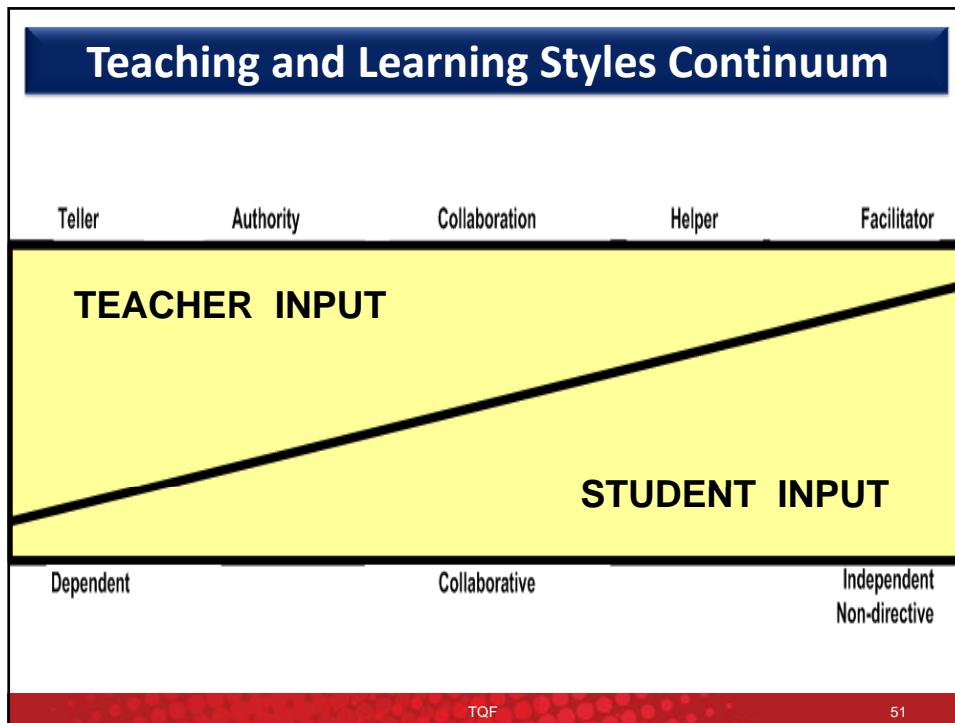 Teaching and Learning Styles Continuum
Teller Authority Collaboration Helper Facilitator
TEACHER INPUT
STUDENT INPUT
Dependent Collaborative Independent
Non-directive
TQF 51